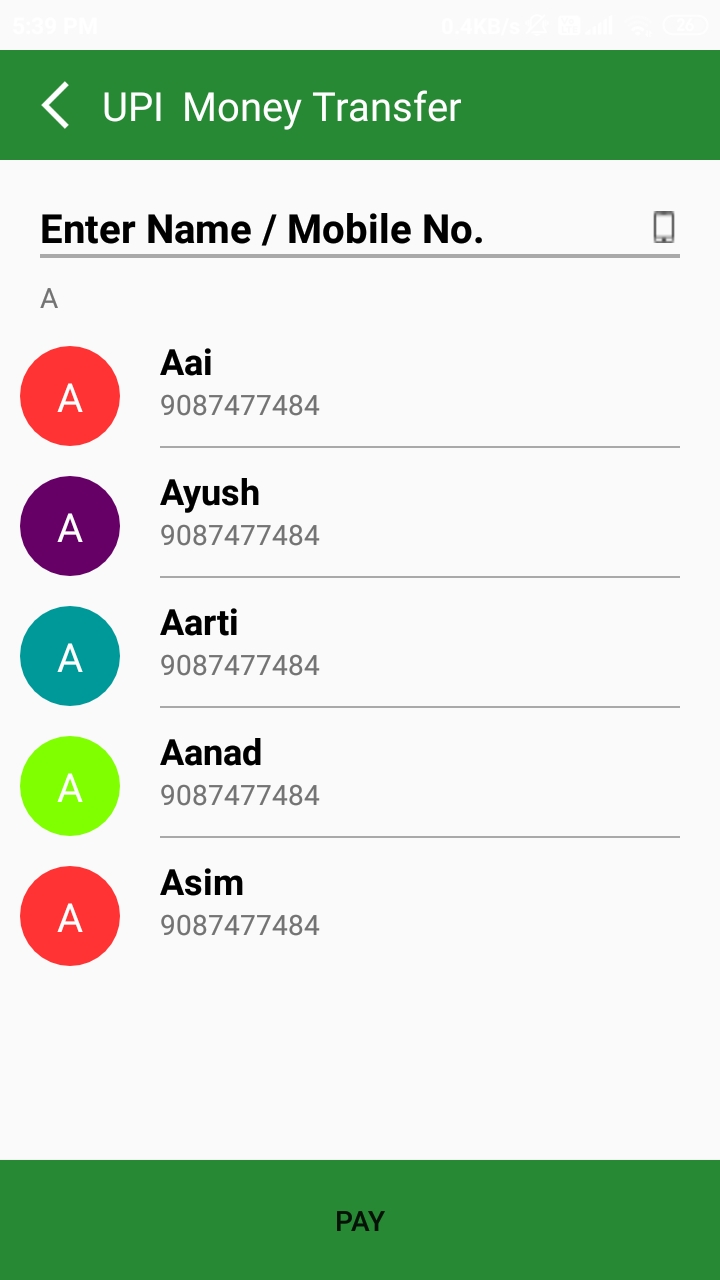 5:39 PM 0.4KB/s 26
UPI Money Transfer
Enter Name / Mobile No.
A
A Aai
9087477484
A Ayush
9087477484
A Aarti
9087477484
A Aanad
9087477484
A Asim
9087477484
PAY